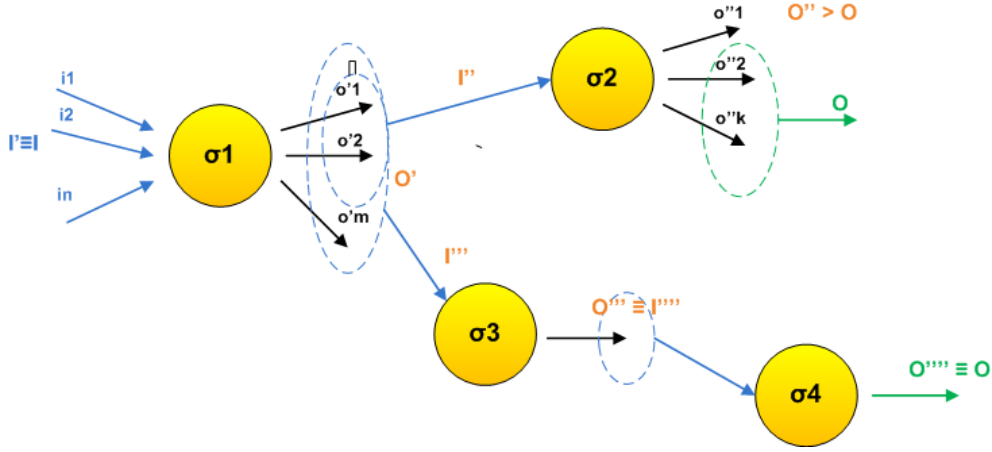 i1
i2
I'≡I
in
σ1
o'1
o'2
O'
o'm
I''
σ2
o''1
o''2
o''k
O'' > O
O
I'''
σ3
O''' ≡ I''''
σ4
O'''' ≡ O